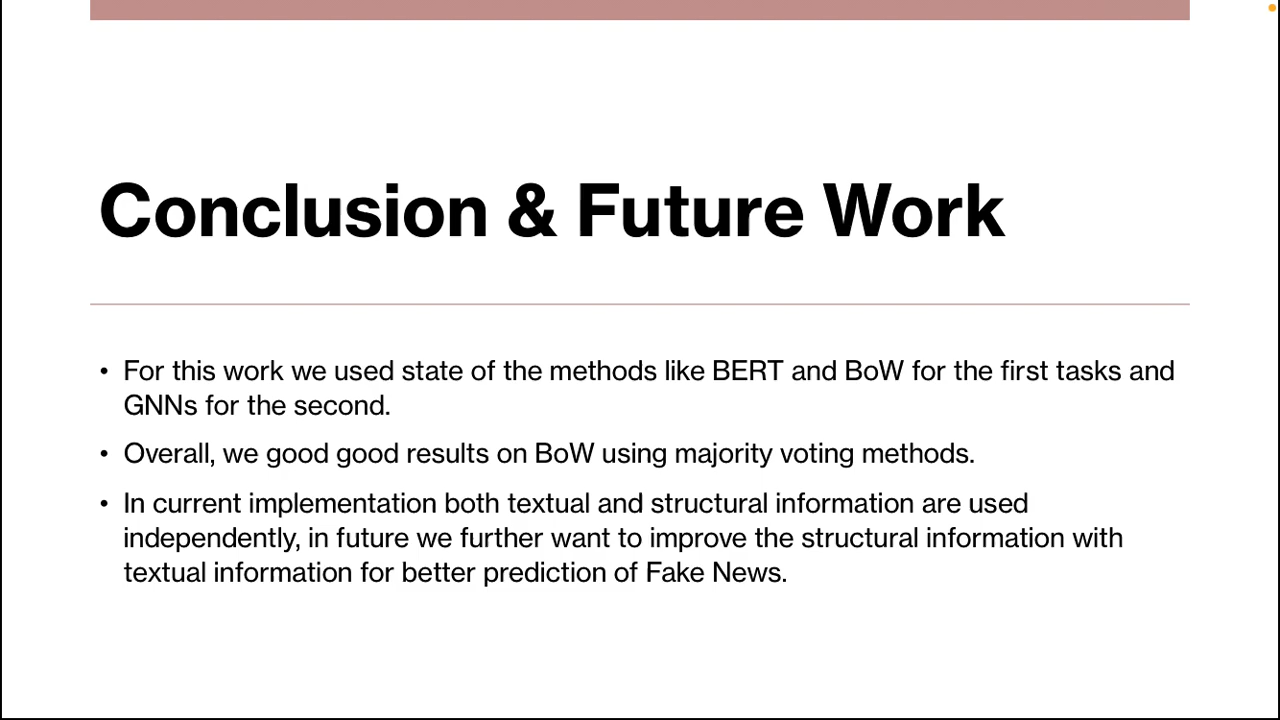 Conclusion & Future Work
• For this work we used state of the methods like BERT and BoW for the first tasks and
GNNs for the second.
• Overall, we good good results on BoW using majority voting methods.
• In current implementation both textual and structural information are used
independently, in future we further want to improve the structural information with
textual information for better prediction of Fake News.